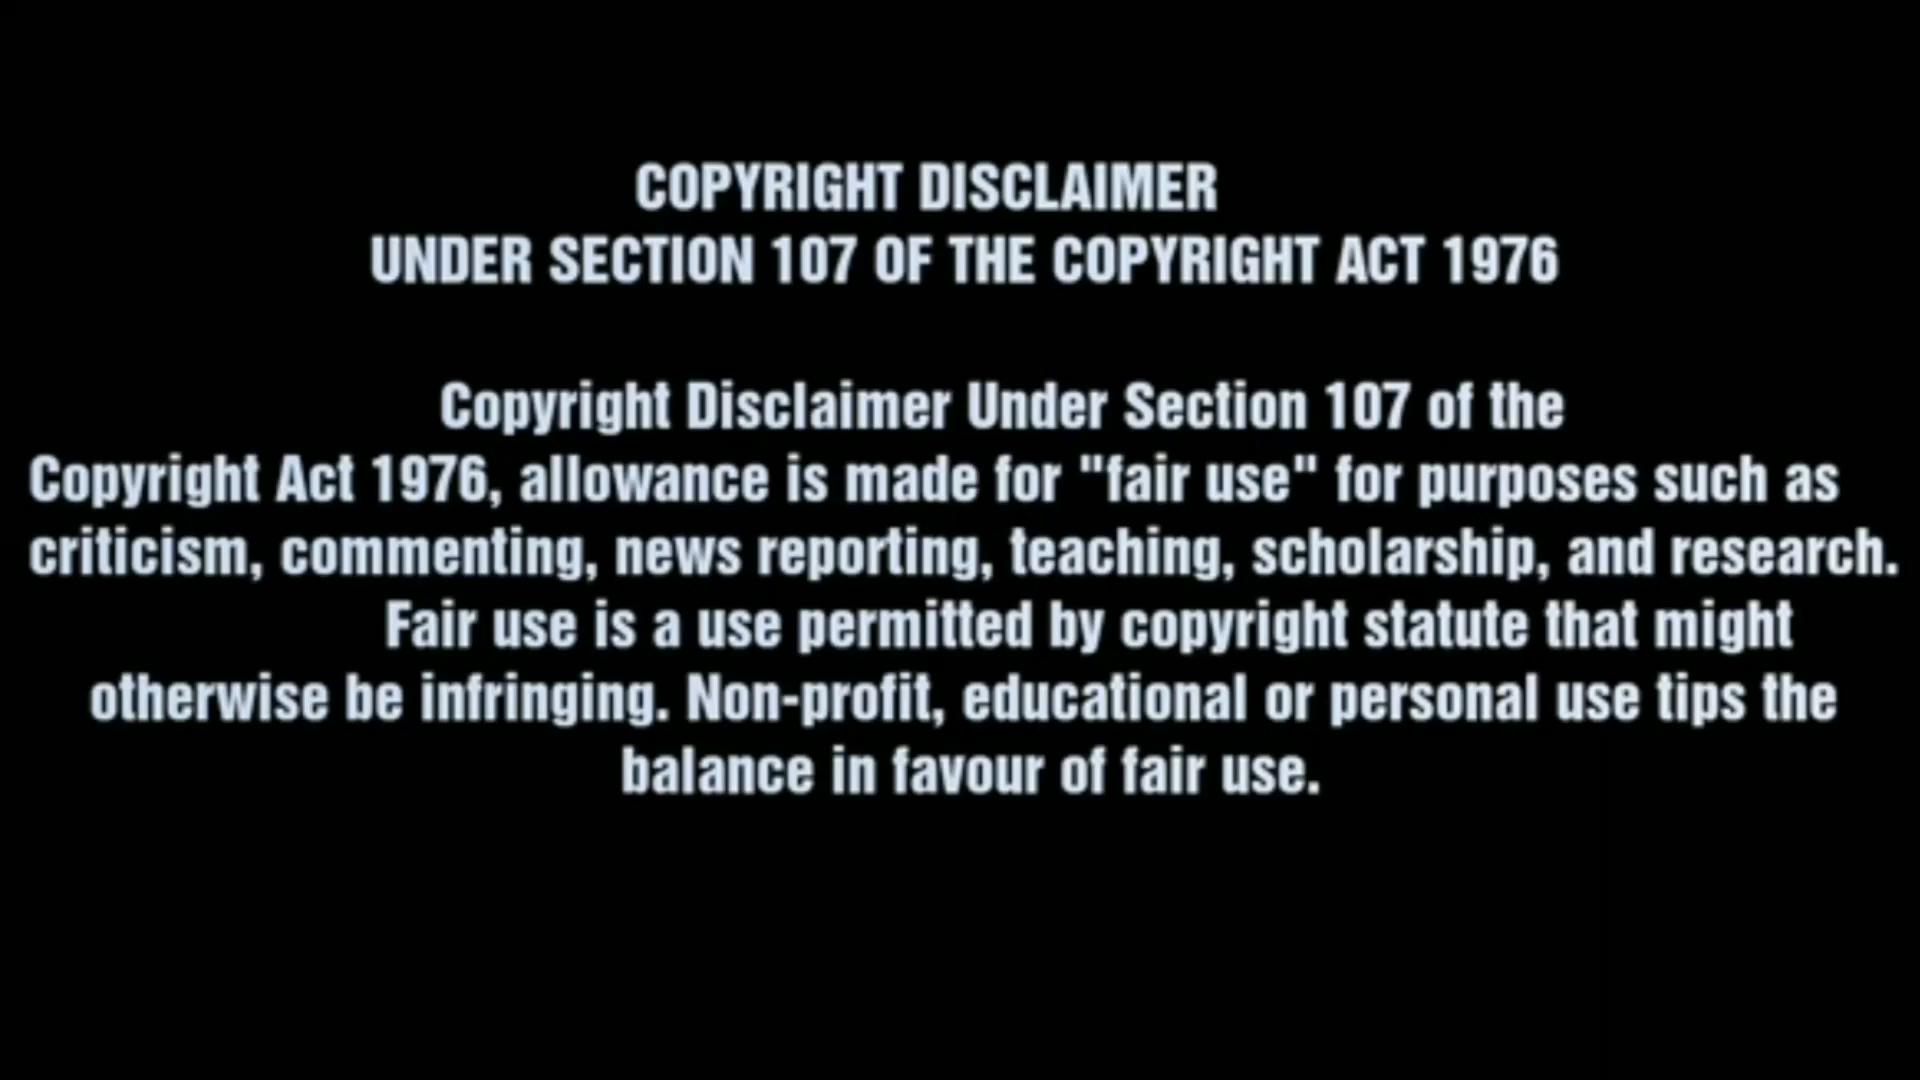 COPYRIGHT DISCLAIMER
UNDER SECTION 107 OF THE COPYRIGHT ACT 1976
Copyright Disclaimer Under Section 107 of the
Copyright Act 1976, allowance is made for "fair use" for purposes such as
criticism, commenting, news reporting, teaching, scholarship, and research.
Fair use is a use permitted by copyright statute that might
otherwise be infringing. Non-profit, educational or personal use tips the
balance in favour of fair use.